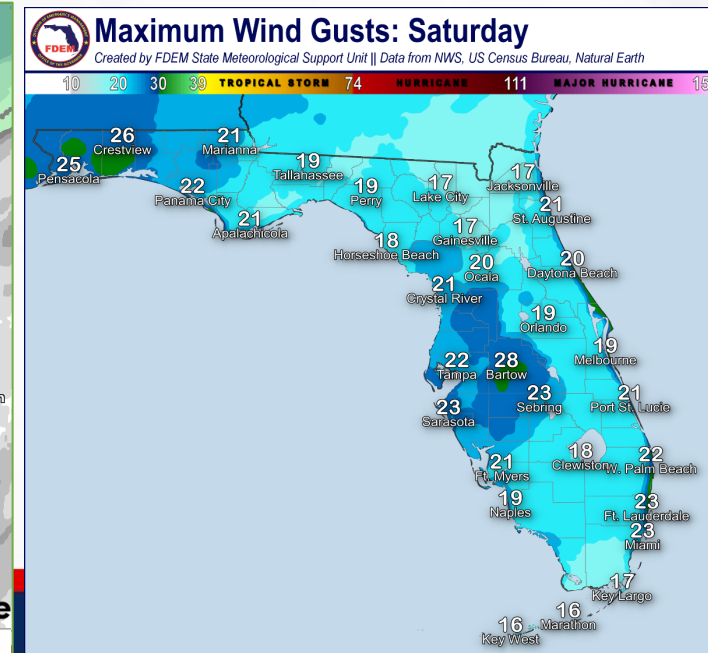 FDEM
Maximum Wind Gusts: Saturday
Created by FDEM State Meteorological Support Unit || Data from NWS, US Census Bureau, Natural Earth
10 20 30 39 TROPICAL STORM 74 HURRICANE 111 MAJOR HURRICANE 15
26
Crestview
21
Marianna
25
Pensacola
19
Tallahassee
17
Jacksonville
22
Panama City
19
Perry
17
Lake City
21
St. Augustine
21
Apalachicola
17
Gainesville
18
Horseshoe Beach
20
Ocala
20
Daytona Beach
21
Crystal River
19
Orlando
19
Melbourne
22
Tampa
28
Bartow
23
Sebring
21
Port St. Lucie
23
Sarasota
18
Clewiston
22
W. Palm Beach
21
Ft. Myers
19
Naples
23
Ft. Lauderdale
23
Miami
17
Key Largo
16
Marathon
16
Key West